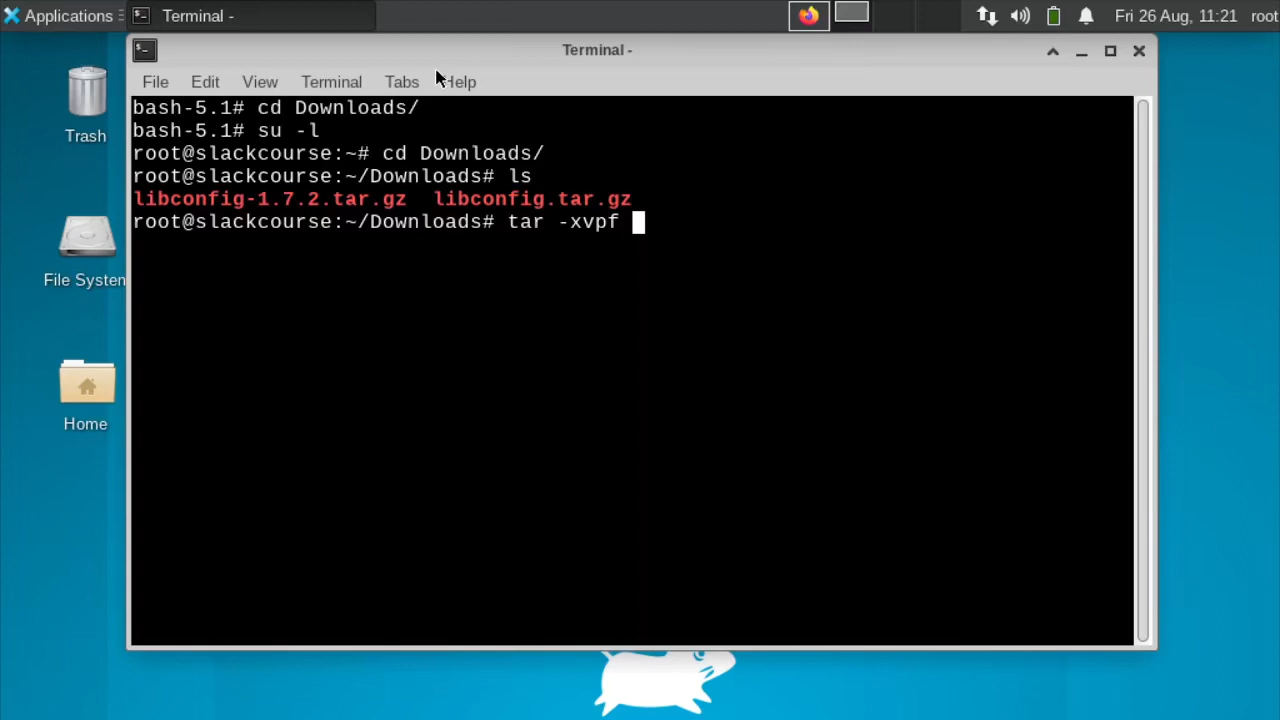 Applications
Terminal -
Fri 26 Aug, 11:21
root
Terminal -
File Edit View Terminal Tabs Help
bash-5.1# cd Downloads/
bash-5.1# su -l
root@slackcourse:~# cd Downloads/
root@slackcourse:~/Downloads# ls
libconfig-1.7.2.tar.gz  libconfig.tar.gz
root@slackcourse:~/Downloads# tar -xvpf
Trash
File System
Home